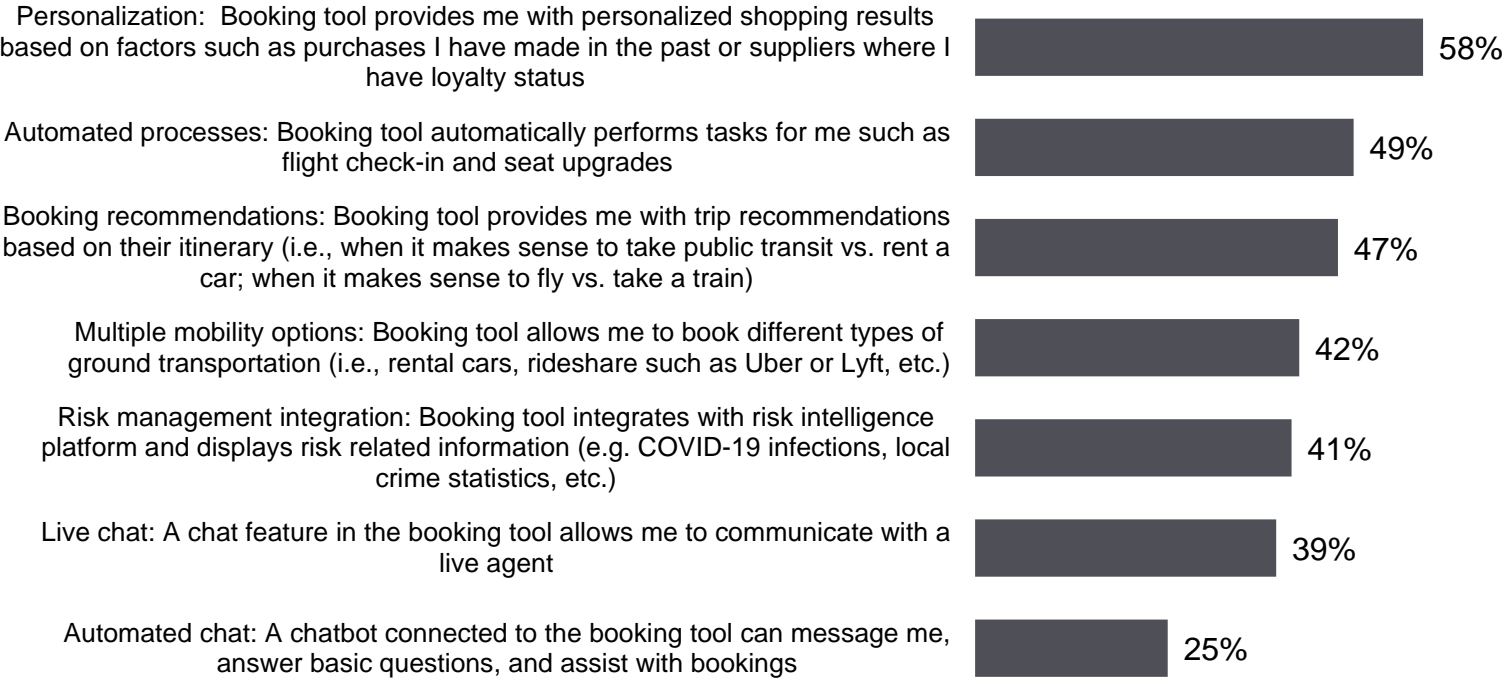 Personalization:  Booking tool provides me with personalized shopping results
based on factors such as purchases I have made in the past or suppliers where I
have loyalty status
58%
Automated processes: Booking tool automatically performs tasks for me such as
flight check-in and seat upgrades
49%
Booking recommendations: Booking tool provides me with trip recommendations
based on their itinerary (i.e., when it makes sense to take public transit vs. rent a
car; when it makes sense to fly vs. take a train)
47%
Multiple mobility options: Booking tool allows me to book different types of
ground transportation (i.e., rental cars, rideshare such as Uber or Lyft, etc.)
42%
Risk management integration: Booking tool integrates with risk intelligence
platform and displays risk related information (e.g. COVID-19 infections, local
crime statistics, etc.)
41%
Live chat: A chat feature in the booking tool allows me to communicate with a
live agent
39%
Automated chat: A chatbot connected to the booking tool can message me,
answer basic questions, and assist with bookings
25%